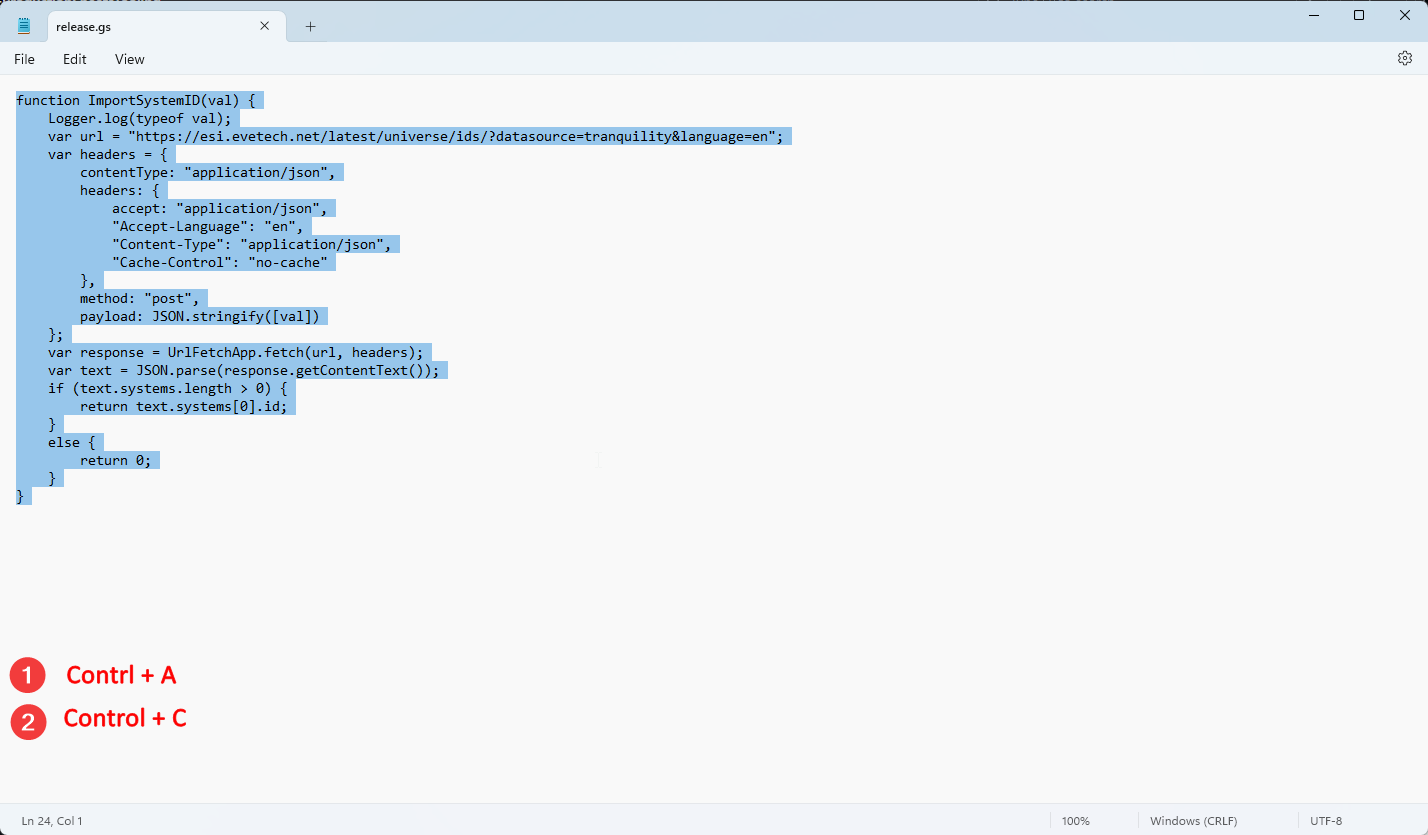 release.gs
File Edit View
function ImportSystemID(val) {
    Logger.log(typeof val);
    var url = "https://esi.evetech.net/latest/universe/ids/?datasource=tranquility&language=en";
    var headers = {
        contentType: "application/json",
        headers: {
            accept: "application/json",
            "Accept-Language": "en",
            "Content-Type": "application/json",
            "Cache-Control": "no-cache"
        },
        method: "post",
        payload: JSON.stringify([val])
    };
    var response = UrlFetchApp.fetch(url, headers);
    var text = JSON.parse(response.getContentText());
    if (text.systems.length > 0) {
        return text.systems[0].id;
    }
    else {
        return 0;
    }
}
1 Contrl + A
2 Control + C
Ln 24, Col 1 100% Windows (CRLF) UTF-8